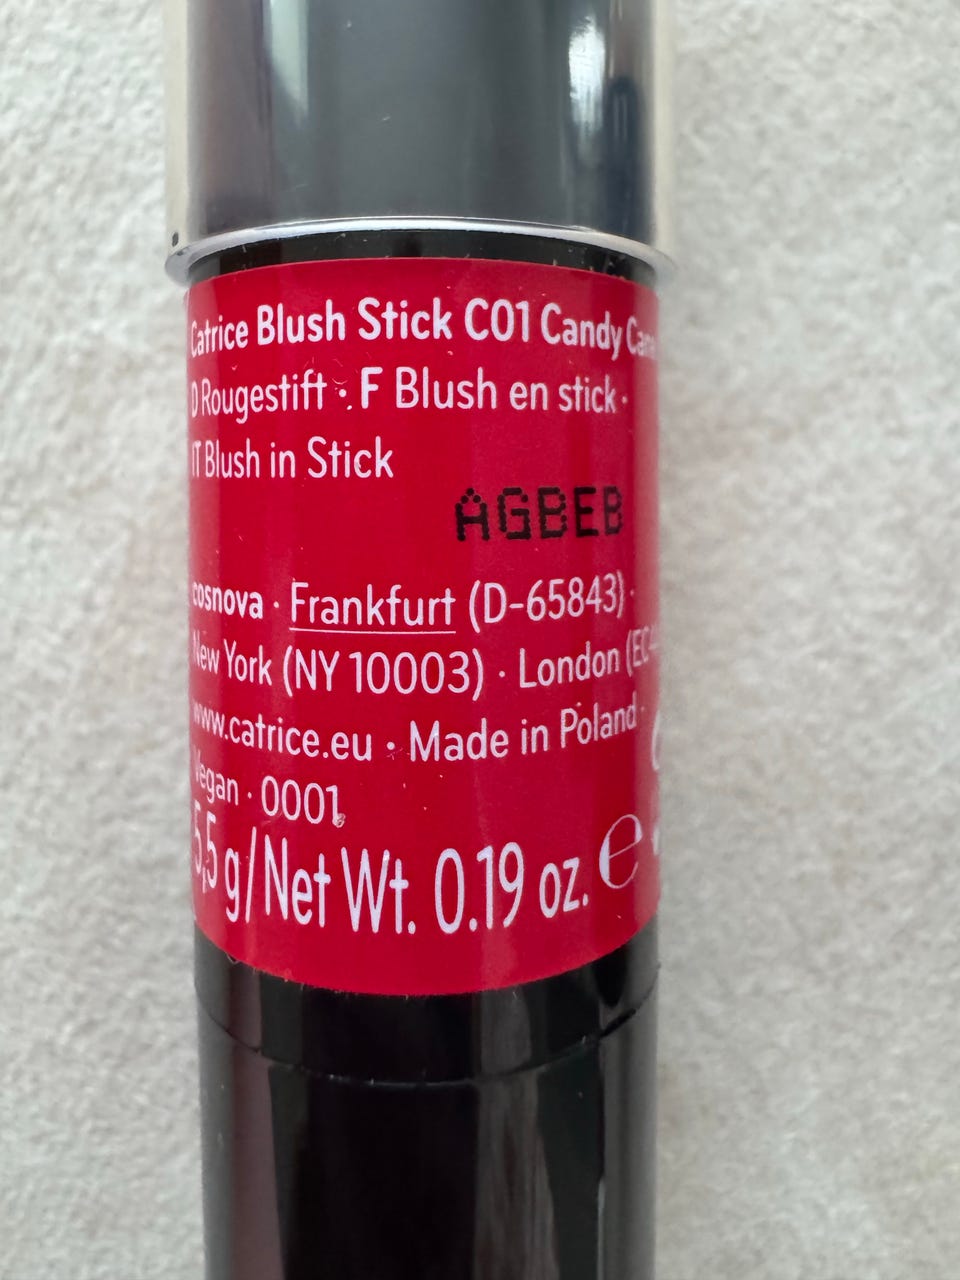 Catrice Blush Stick C01 Candy
D Rougestift · F Blush en stick ·
IT Blush in Stick
AGBEB
cosnova · Frankfurt (D-65843) ·
New York (NY 10003) · London
www.catrice.eu · Made in Poland ·
Vegan · 0001
5,5 g/Net Wt. 0.19 oz. ℮